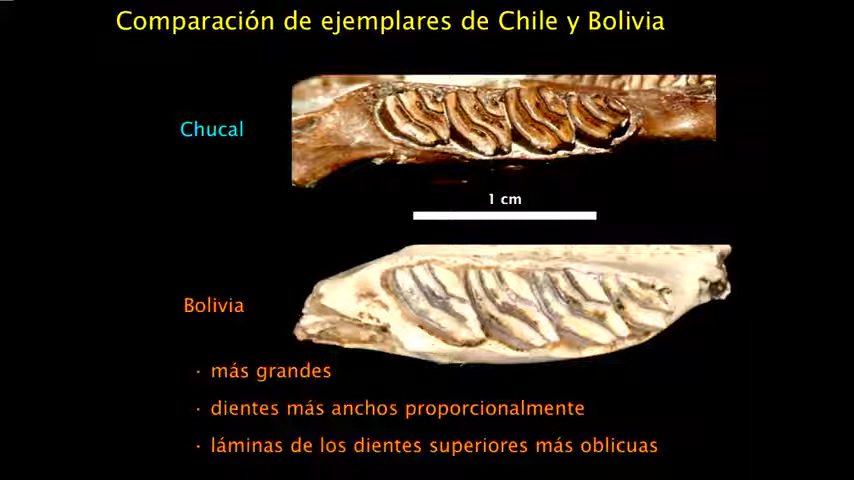 Comparación de ejemplares de Chile y Bolivia
Chucal
1 cm
Bolivia
· más grandes
· dientes más anchos proporcionalmente
· láminas de los dientes superiores más oblicuas